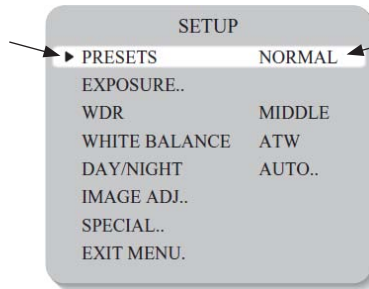 SETUP
PRESETS NORMAL
EXPOSURE..
WDR MIDDLE
WHITE BALANCE ATW
DAY/NIGHT AUTO..
IMAGE ADJ..
SPECIAL..
EXIT MENU.